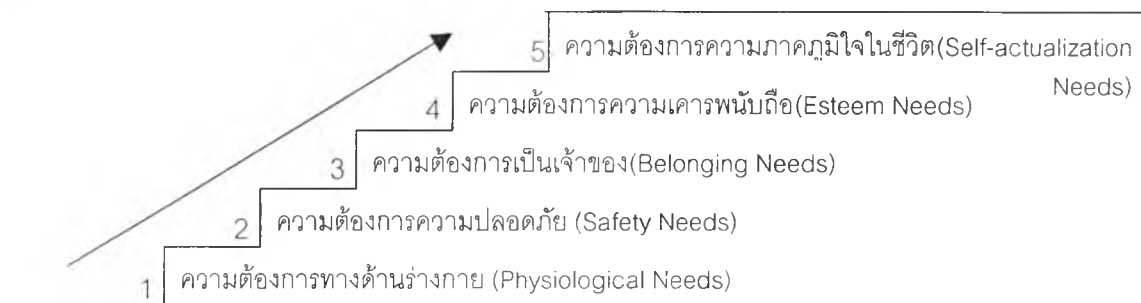 5 ความต้องการความภาคภูมิใจในชีวิต(Self-actualization
Needs)
4 ความต้องการความเคารพนับถือ(Esteem Needs)
3 ความต้องการเป็นเจ้าของ(Belonging Needs)
2 ความต้องการความปลอดภัย (Safety Needs)
1 ความต้องการทางด้านร่างกาย (Physiological Needs)